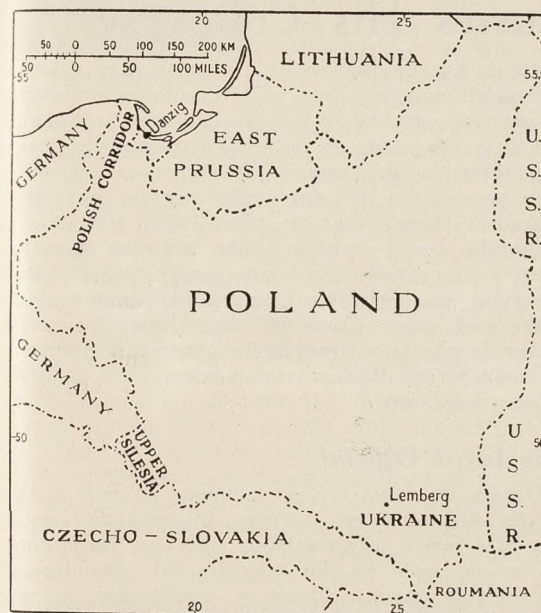 20
25
50 0 50 100 150 200 KM
0 50 100 MILES
55
55
LITHUANIA
GERMANY
POLISH CORRIDOR
Danzig
EAST
PRUSSIA
U.
S.
S.
R.
POLAND
GERMANY
50
50
UPPER
SILESIA
Lemberg
UKRAINE
U
S
S
R.
CZECHO-SLOVAKIA
ROUMANIA
20
25